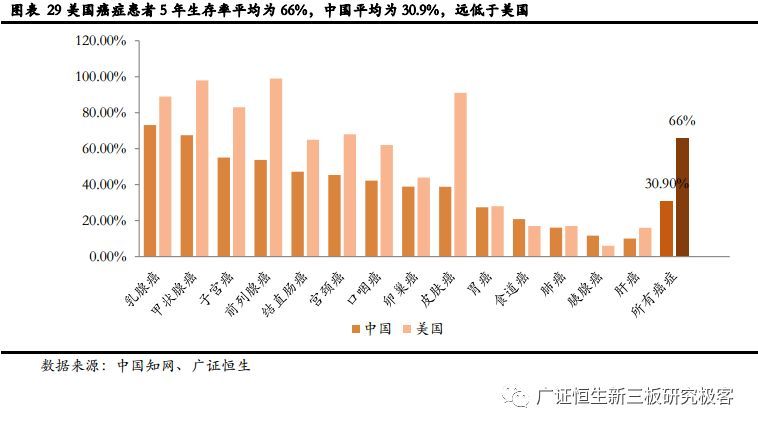 图表 29 美国癌症患者 5 年生存率平均为 66%，中国平均为 30.9%，远低于美国
120.00%
100.00%
80.00%
60.00%
40.00%
20.00%
0.00%
66%
30.90%
乳腺癌
甲状腺癌
子宫癌
前列腺癌
结直肠癌
宫颈癌
口咽癌
卵巢癌
皮肤癌
胃癌
食道癌
肺癌
胰腺癌
肝癌
所有癌症
中国
美国
数据来源：中国知网、广证恒生
广证恒生新三板研究极客